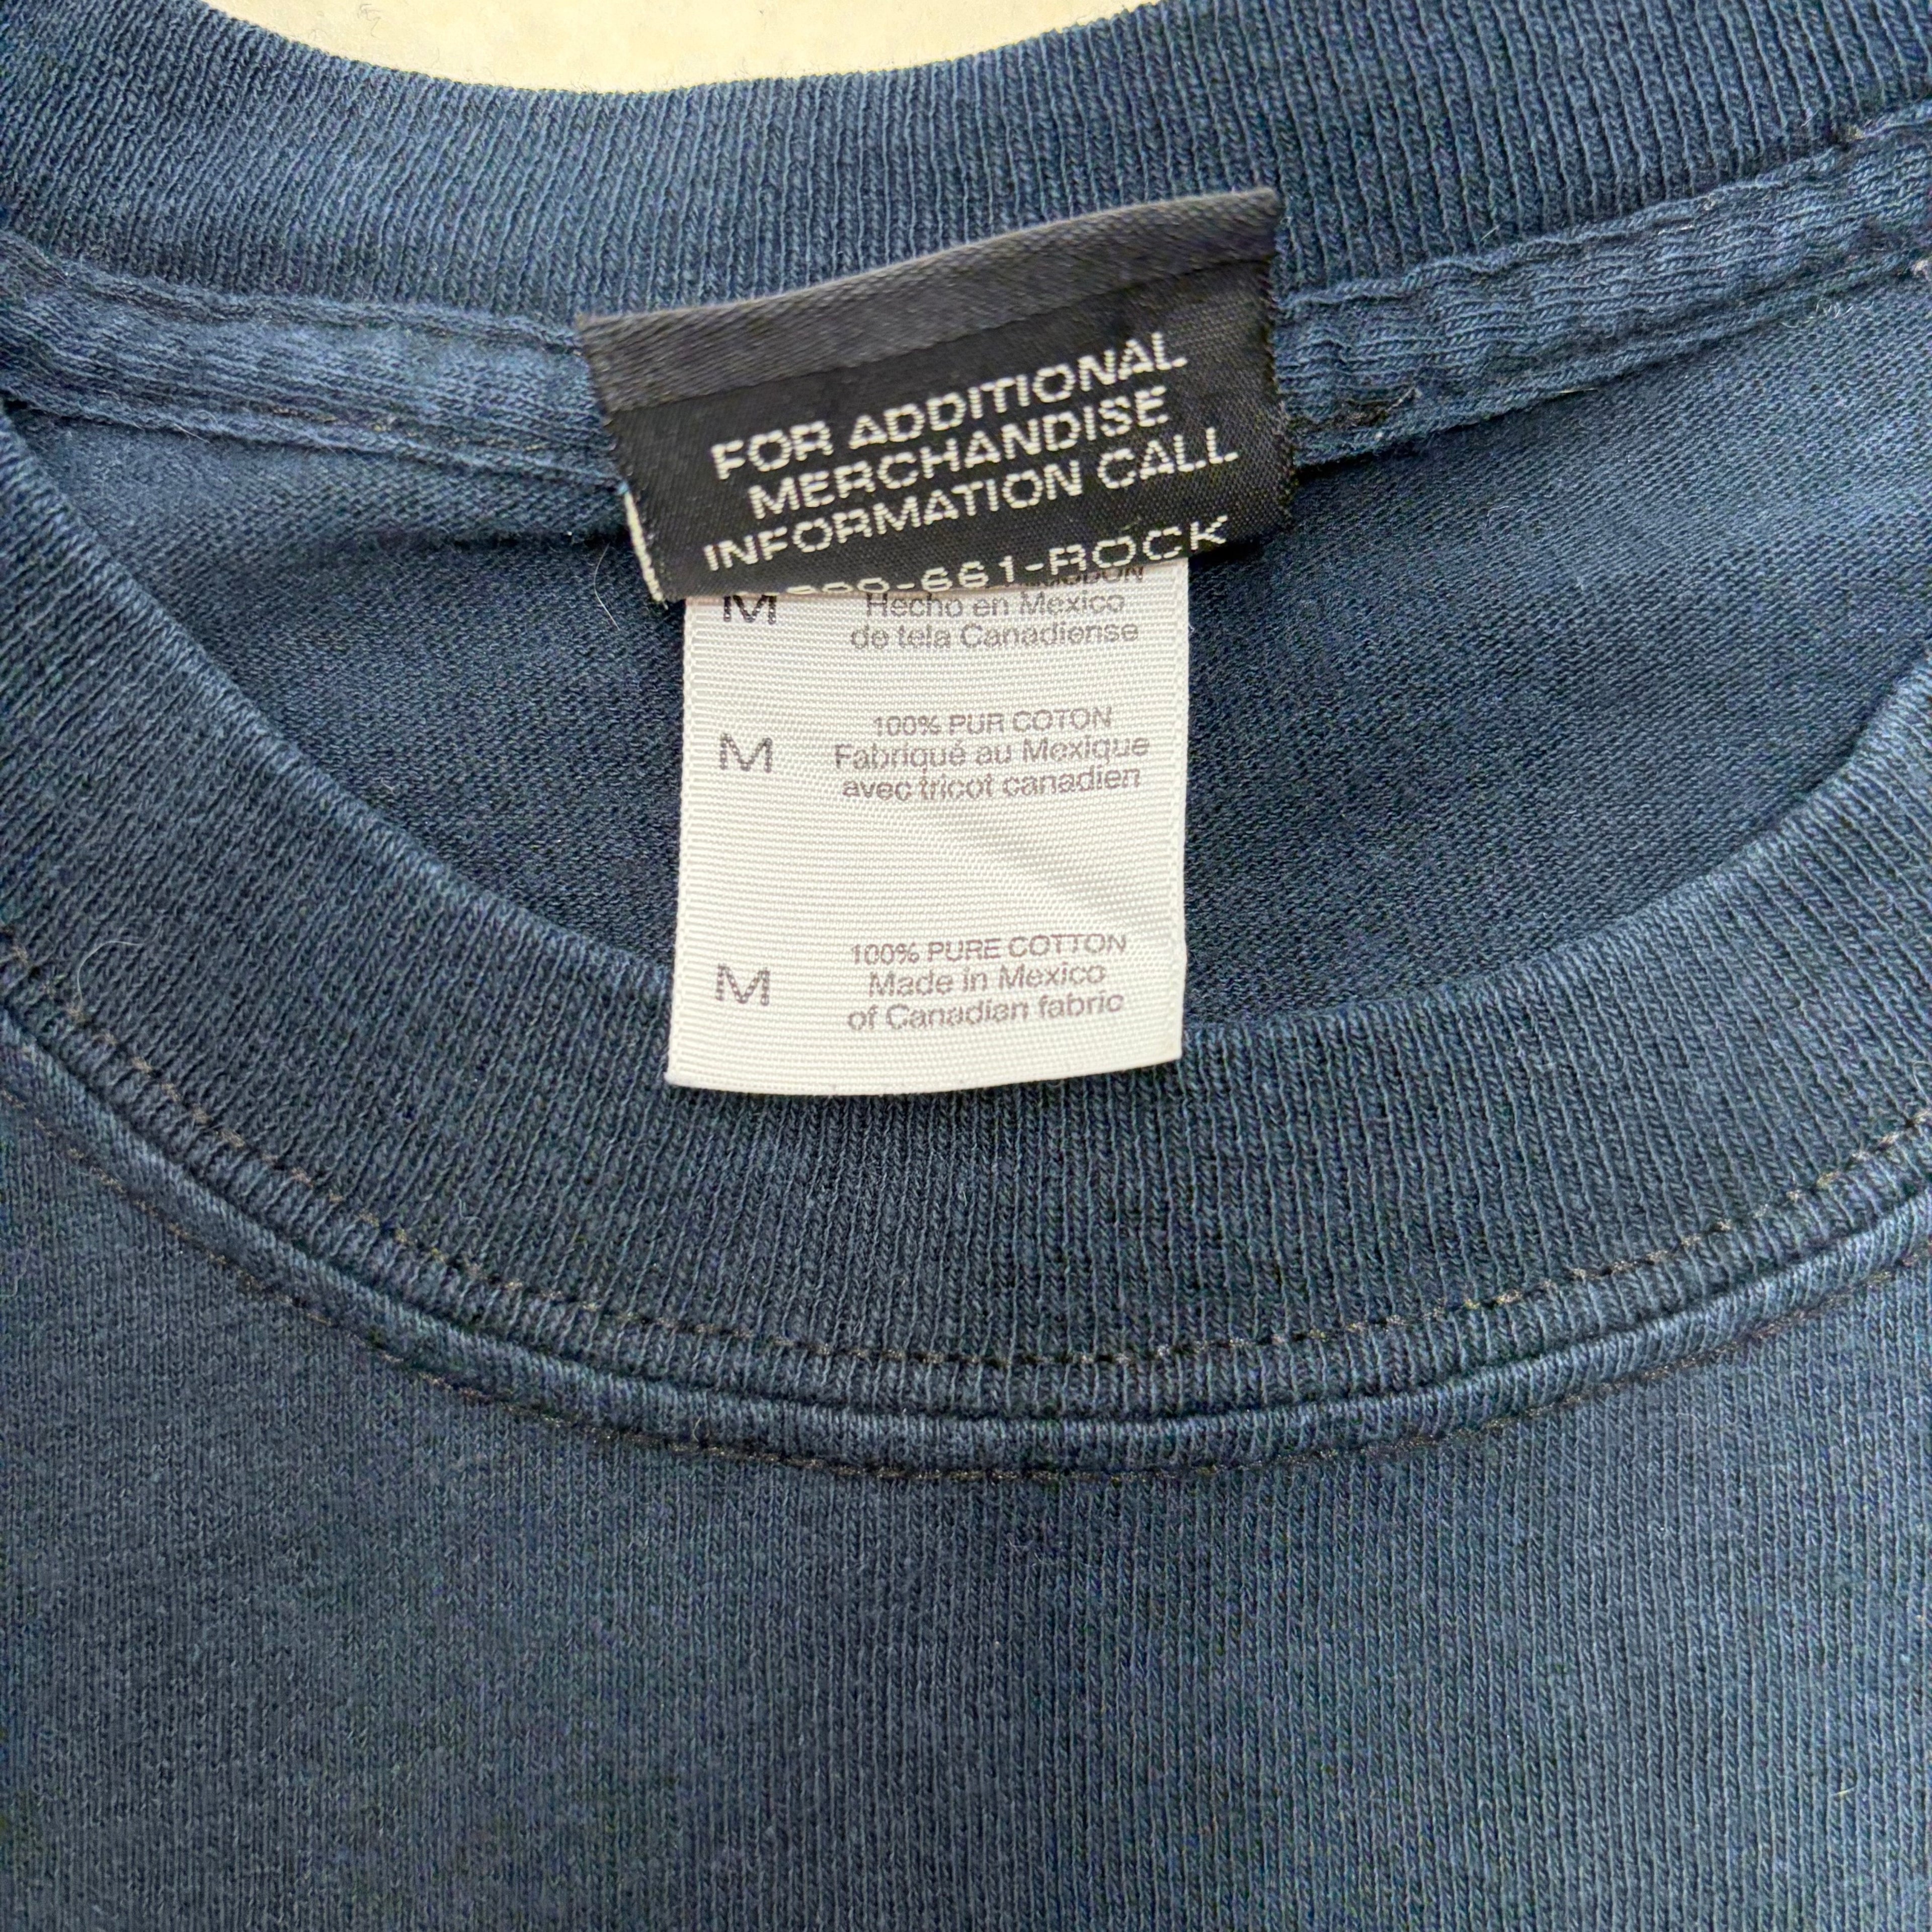 FOR ADDITIONAL
MERCHANDISE
INFORMATION CALL
-661-ROCK
M
Hecho en Mexico
de tela Canadiense
100% PUR COTON
M Fabriqué au Mexique
avec tricot canadien
100% PURE COTTON
M Made in Mexico
of Canadian fabric